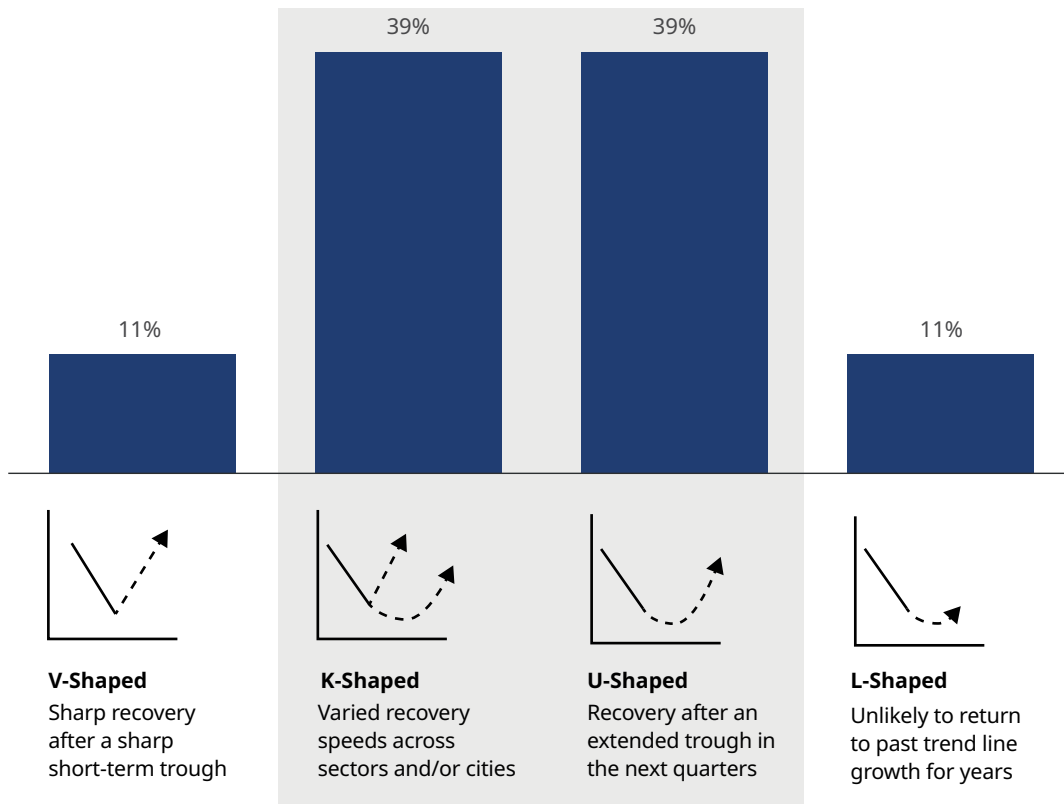 11%
39%
39%
11%
V-Shaped
Sharp recovery
after a sharp
short-term trough
K-Shaped
Varied recovery
speeds across
sectors and/or cities
U-Shaped
Recovery after an
extended trough in
the next quarters
L-Shaped
Unlikely to return
to past trend line
growth for years